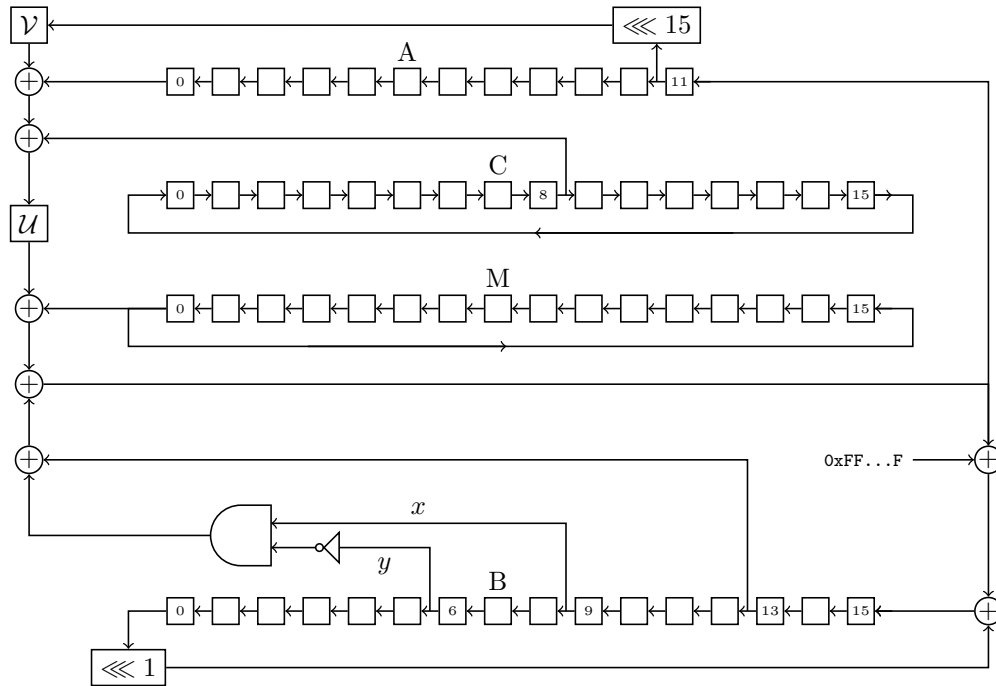 𝒱 ⋘ 15
A
+ 0 11
+
C
0 8 15
𝒰
M
+ 0 15
+
+ 0xFF...F +
x
y
B
0 6 9 13 15 +
⋘ 1